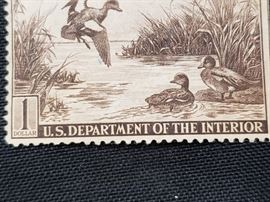 1
DOLLAR
U.S. DEPARTMENT OF THE INTERIOR